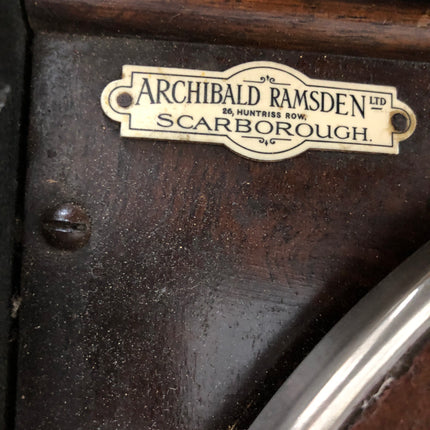 ARCHIBALD RAMSDEN LTD
26, HUNTRISS ROW,
SCARBOROUGH.